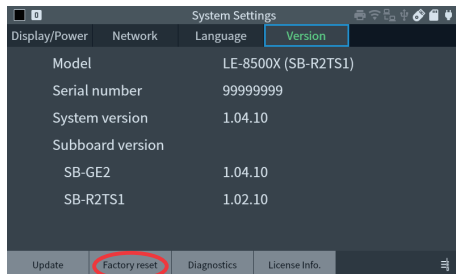 0
System Settings
Display/Power Network Language Version
Model LE-8500X (SB-R2TS1)
Serial number 99999999
System version 1.04.10
Subboard version
SB-GE2 1.04.10
SB-R2TS1 1.02.10
Update Factory reset Diagnostics License Info.